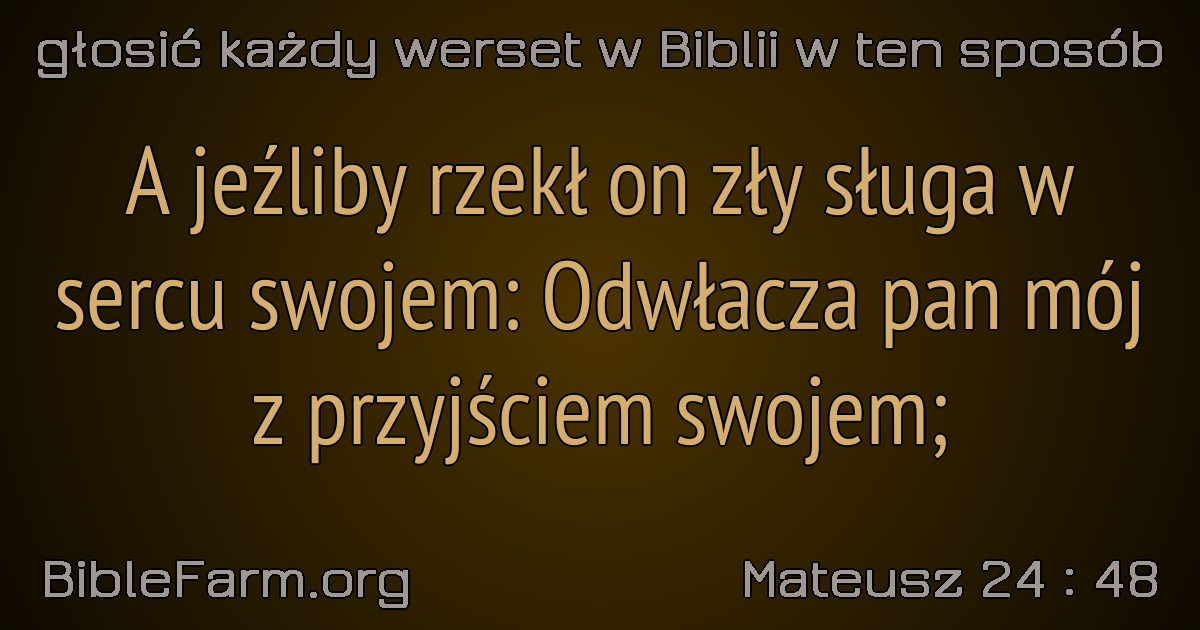 głosić każdy werset w Biblii w ten sposób
A jeźliby rzekł on zły sługa w
sercu swojem: Odwłacza pan mój
z przyjściem swojem;
BibleFarm.org
Mateusz 24 : 48